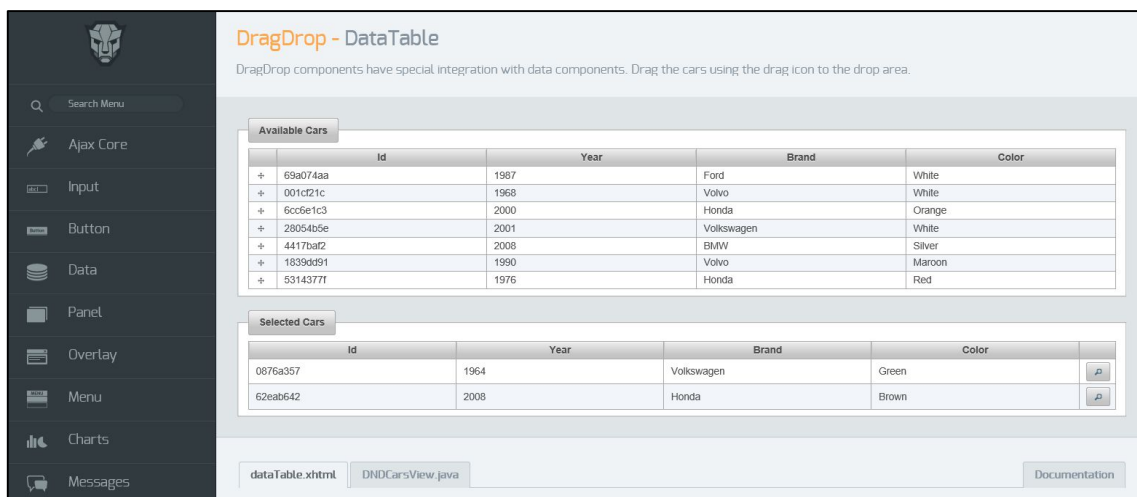 DragDrop - DataTable
DragDrop components have special integration with data components. Drag the cars using the drag icon to the drop area.
Search Menu
Ajax Core
Input
Button
Data
Panel
Overlay
Menu
Charts
Messages
Available Cars
Id Year Brand Color
69a074aa 1987 Ford White
001cf21c 1968 Volvo White
6cc6e1c3 2000 Honda Orange
28054b5e 2001 Volkswagen White
4417baf2 2008 BMW Silver
1839dd91 1990 Volvo Maroon
5314377f 1976 Honda Red
Selected Cars
Id Year Brand Color
0876a357 1964 Volkswagen Green
62eab642 2008 Honda Brown
dataTable.xhtml DNDCarsView.java Documentation